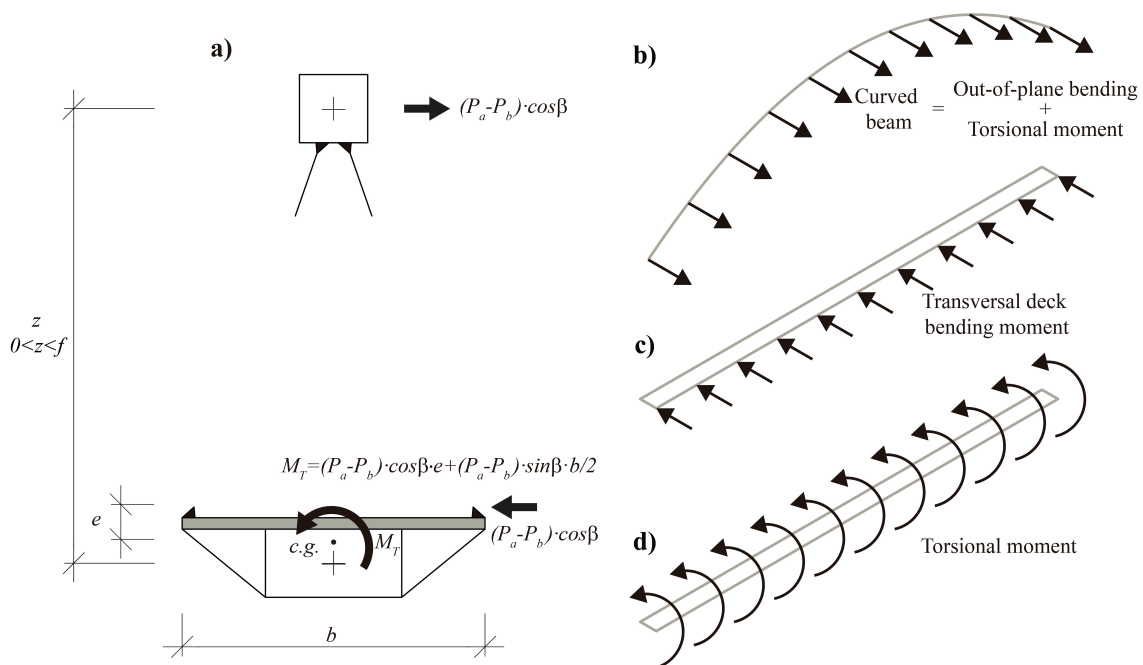 a)
(Pa-Pb)·cosβ
z
0<z<f
MT=(Pa-Pb)·cosβ·e+(Pa-Pb)·sinβ·b/2
e
(Pa-Pb)·cosβ
c.g.
MT
b
b)
Curved
beam
=
Out-of-plane bending
+
Torsional moment
Transversal deck
bending moment
c)
d)
Torsional moment